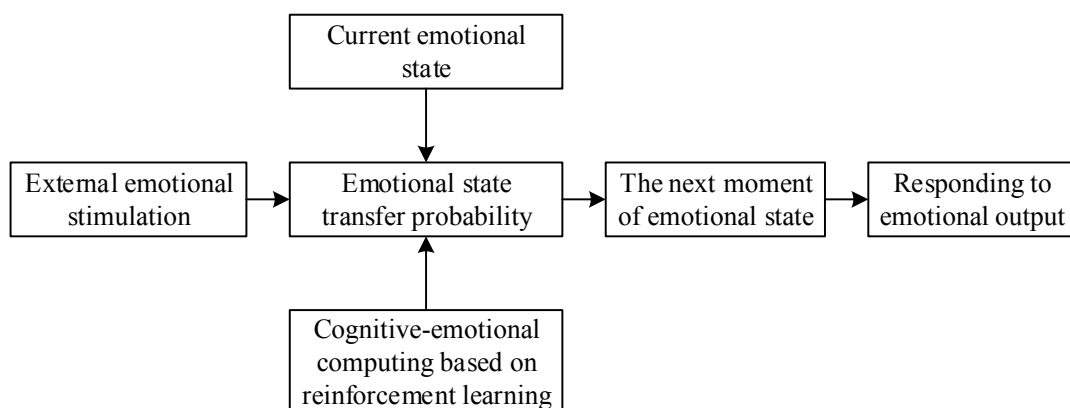 Current emotional
state
External emotional
stimulation
Emotional state
transfer probability
The next moment
of emotional state
Responding to
emotional output
Cognitive-emotional
computing based on
reinforcement learning